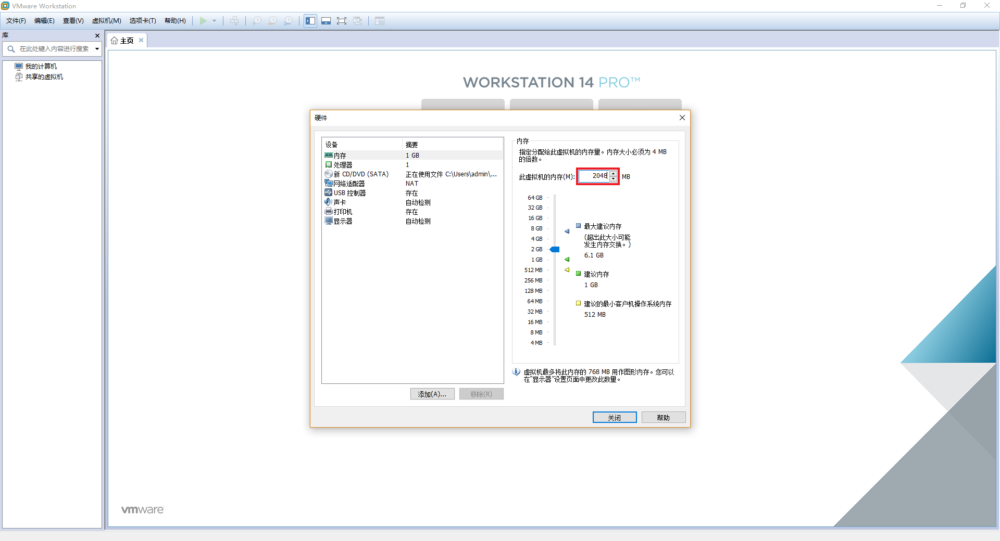 VMware Workstation
文件(F) 编辑(E) 查看(V) 虚拟机(M) 选项卡(T) 帮助(H)
库
在此处键入内容进行搜索
我的计算机
共享的虚拟机
主页
WORKSTATION 14 PRO™
硬件
设备 摘要
内存 1 GB
处理器 1
新 CD/DVD (SATA) 正在使用文件 C:\Users\admin\...
网络适配器 NAT
USB 控制器 存在
声卡 自动检测
打印机 存在
显示器 自动检测
添加(A)... 移除(R)
内存
指定分配给此虚拟机的内存量。内存大小必须为 4 MB
的倍数。
此虚拟机的内存(M): 2048 MB
64 GB
32 GB
16 GB
8 GB
4 GB
2 GB
1 GB
512 MB
256 MB
128 MB
64 MB
32 MB
16 MB
8 MB
4 MB
最大建议内存
(超出此大小可能
发生内存交换。)
6.1 GB
建议内存
1 GB
建议的最小客户机操作系统内存
512 MB
虚拟机最多将此内存的 768 MB 用作图形内存。您可以
在"显示器"设置页面中更改此数量。
关闭 帮助
vmware